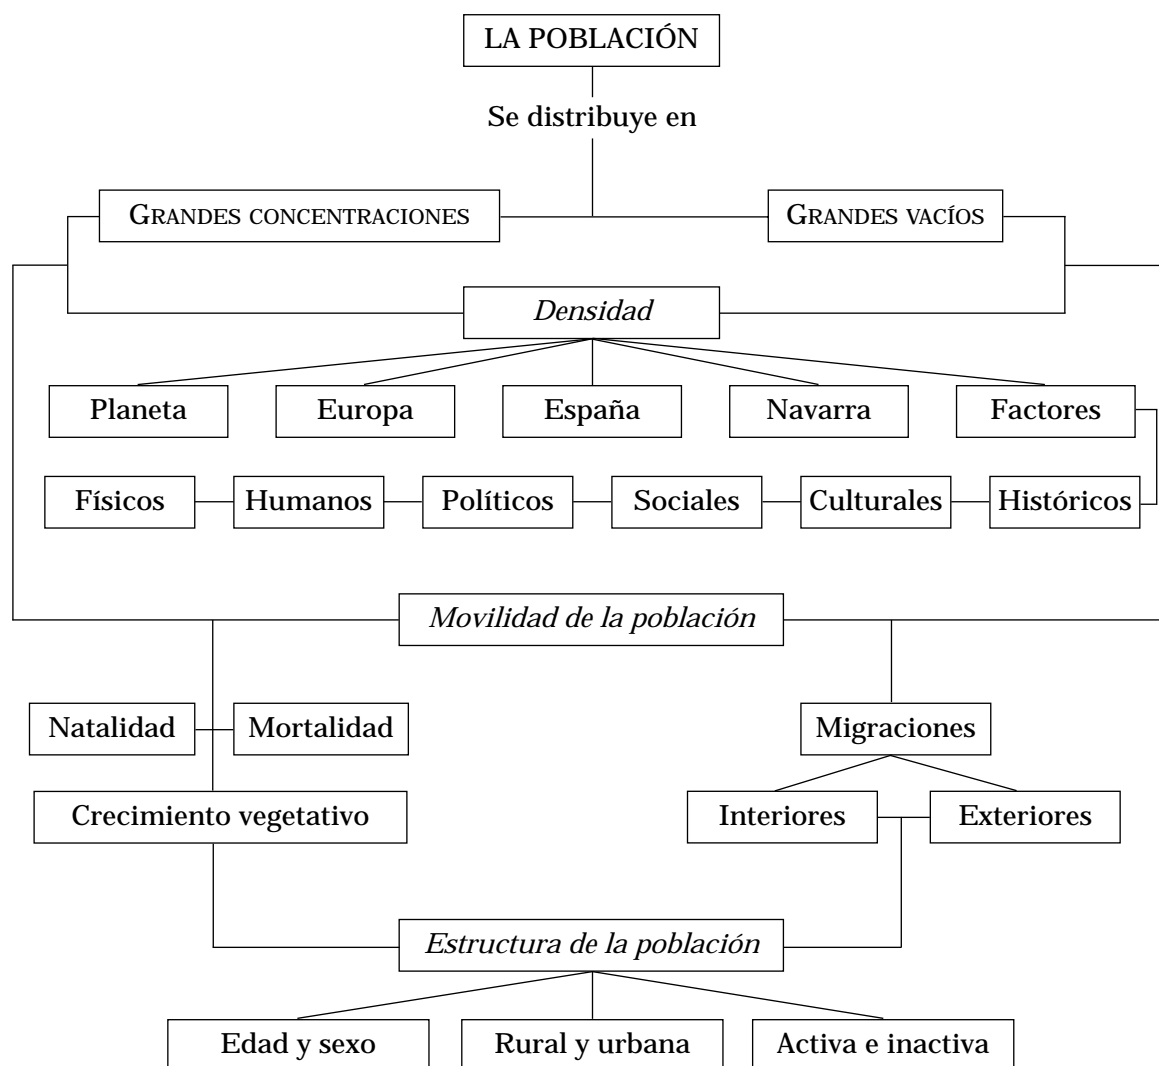 LA POBLACIÓN
Se distribuye en
GRANDES CONCENTRACIONES
GRANDES VACÍOS
Densidad
Planeta
Europa
España
Navarra
Factores
Físicos
Humanos
Políticos
Sociales
Culturales
Históricos
Movilidad de la población
Natalidad
Mortalidad
Migraciones
Crecimiento vegetativo
Interiores
Exteriores
Estructura de la población
Edad y sexo
Rural y urbana
Activa e inactiva